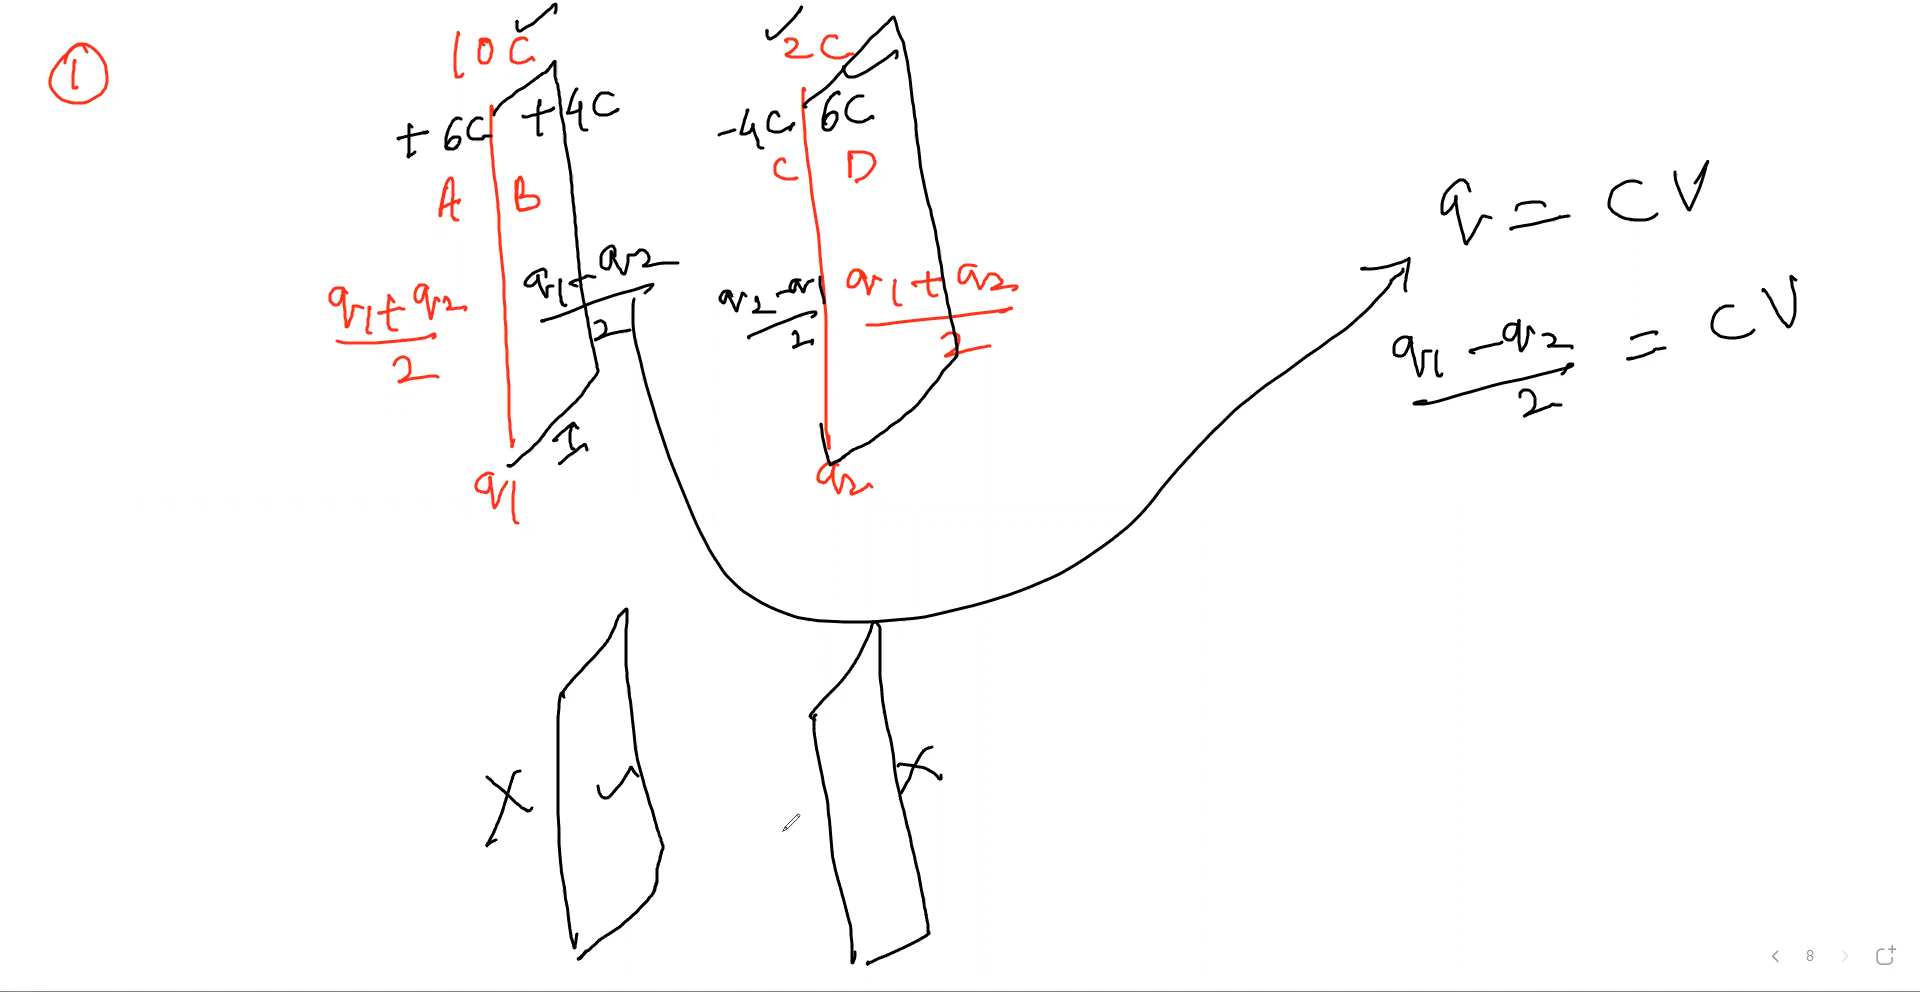 1
10C ✓
✓ 2C
+6C +4C
-4C 6C
A B
C D
(q1+q2)/2
(q1-q2)/2
(q2-q1)/2
(q1+q2)/2
I
q1
q2
q = CV
(q1-q2)/2 = CV
X ✓
X
8